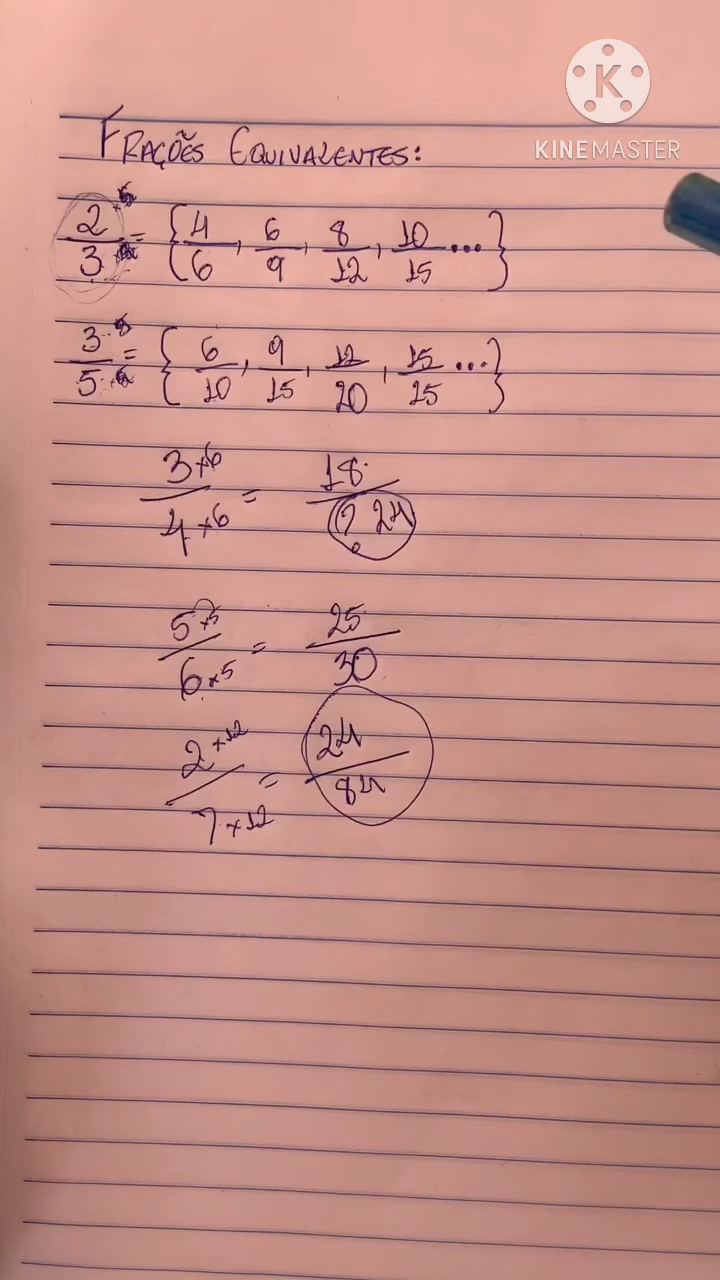 K
KINEMASTER
FRAÇÕES EQUIVALENTES:
2/3 = {4/6, 6/9, 8/12, 10/15 ...}
3/5 = {6/10, 9/15, 12/20, 15/25 ...}
3×6/4×6 = 18/? 24
5×5/6×5 = 25/30
2×12/7×12 = 24/84